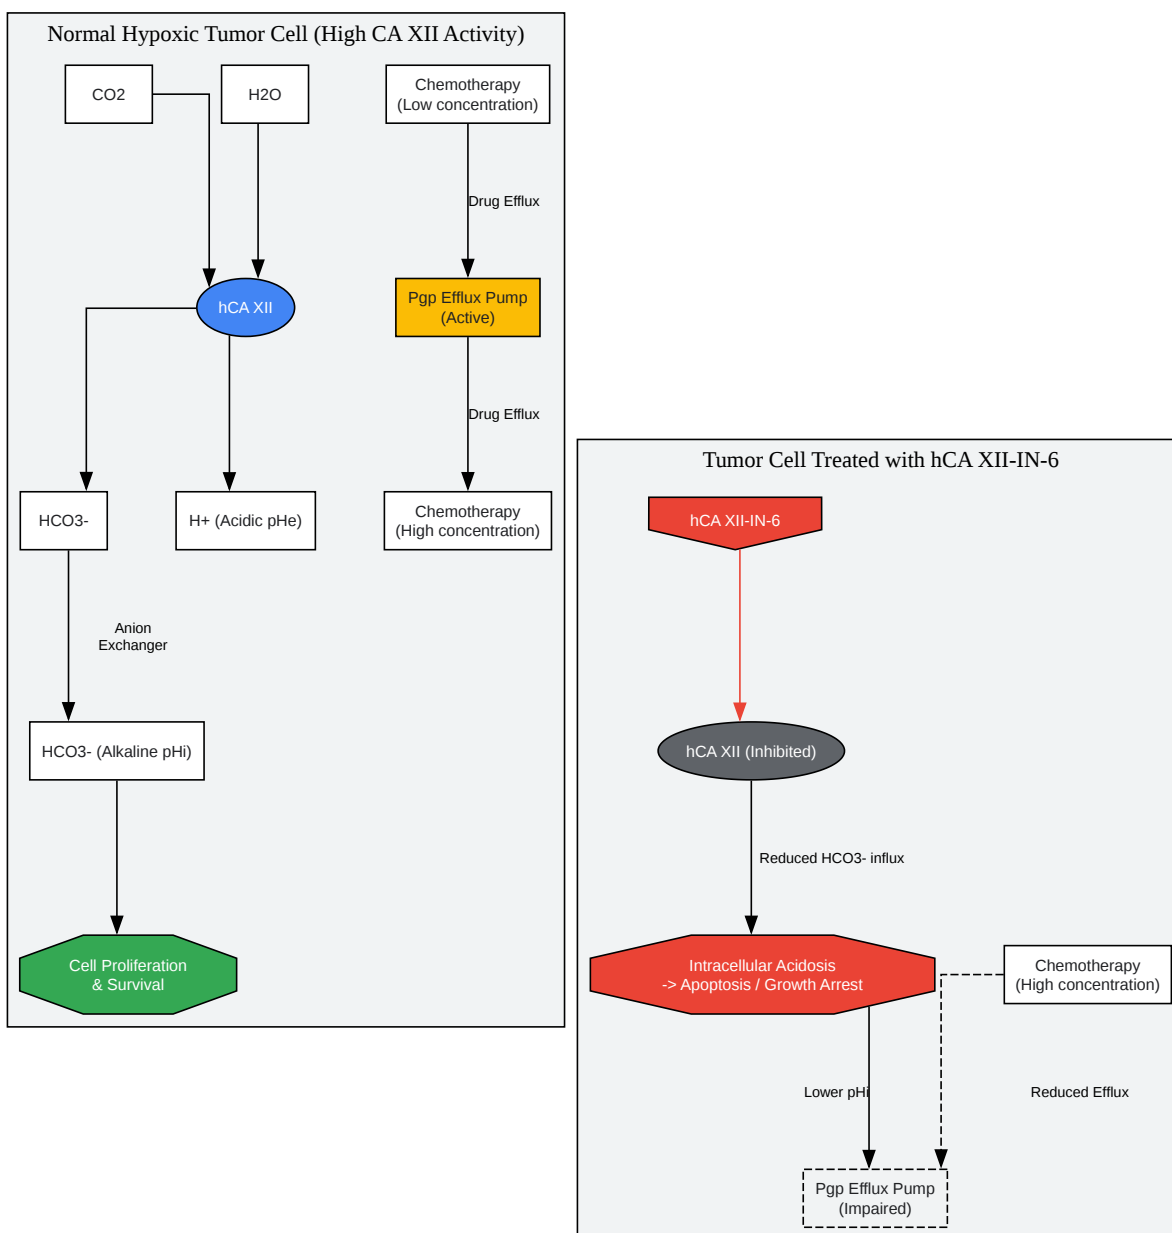 Normal Hypoxic Tumor Cell (High CA XII Activity)
CO2
H2O
Chemotherapy
(Low concentration)
Drug Efflux
hCA XII
Pgp Efflux Pump
(Active)
Drug Efflux
HCO3-
H+ (Acidic pHe)
Chemotherapy
(High concentration)
Anion
Exchanger
HCO3- (Alkaline pHi)
Cell Proliferation
& Survival
Tumor Cell Treated with hCA XII-IN-6
hCA XII-IN-6
hCA XII (Inhibited)
Reduced HCO3- influx
Intracellular Acidosis
-> Apoptosis / Growth Arrest
Chemotherapy
(High concentration)
Lower pHi
Reduced Efflux
Pgp Efflux Pump
(Impaired)